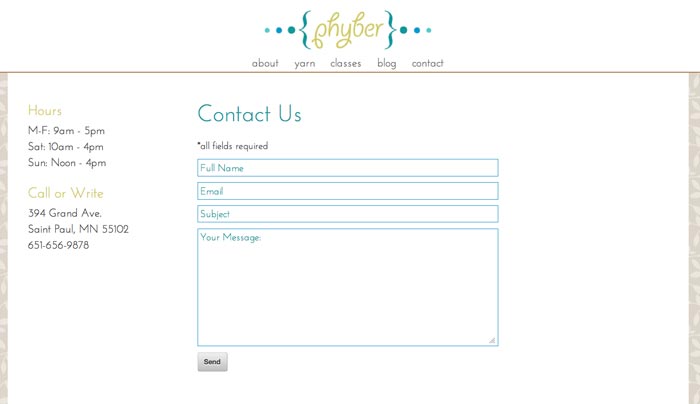 {phyber}
about yarn classes blog contact
Hours
M-F: 9am - 5pm
Sat: 10am - 4pm
Sun: Noon - 4pm
Call or Write
394 Grand Ave.
Saint Paul, MN 55102
651-656-9878
Contact Us
*all fields required
Full Name
Email
Subject
Your Message:
Send